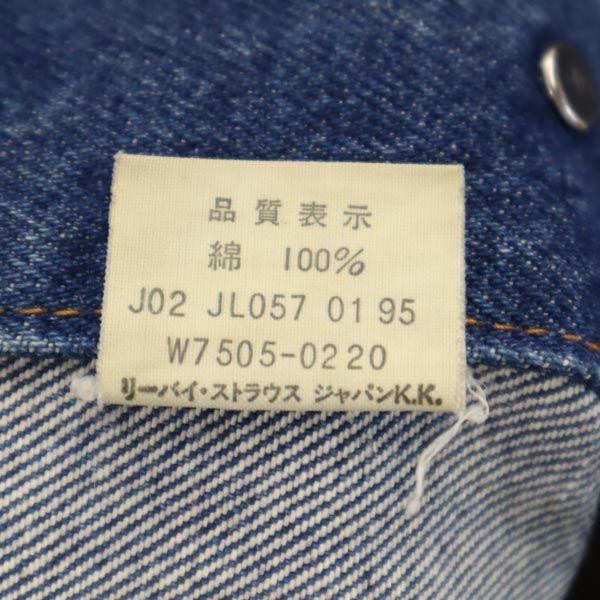 品質表示
綿 100%
J02 JL057 01 95
W7505-0220
リーバイ・ストラウス ジャパンK.K.